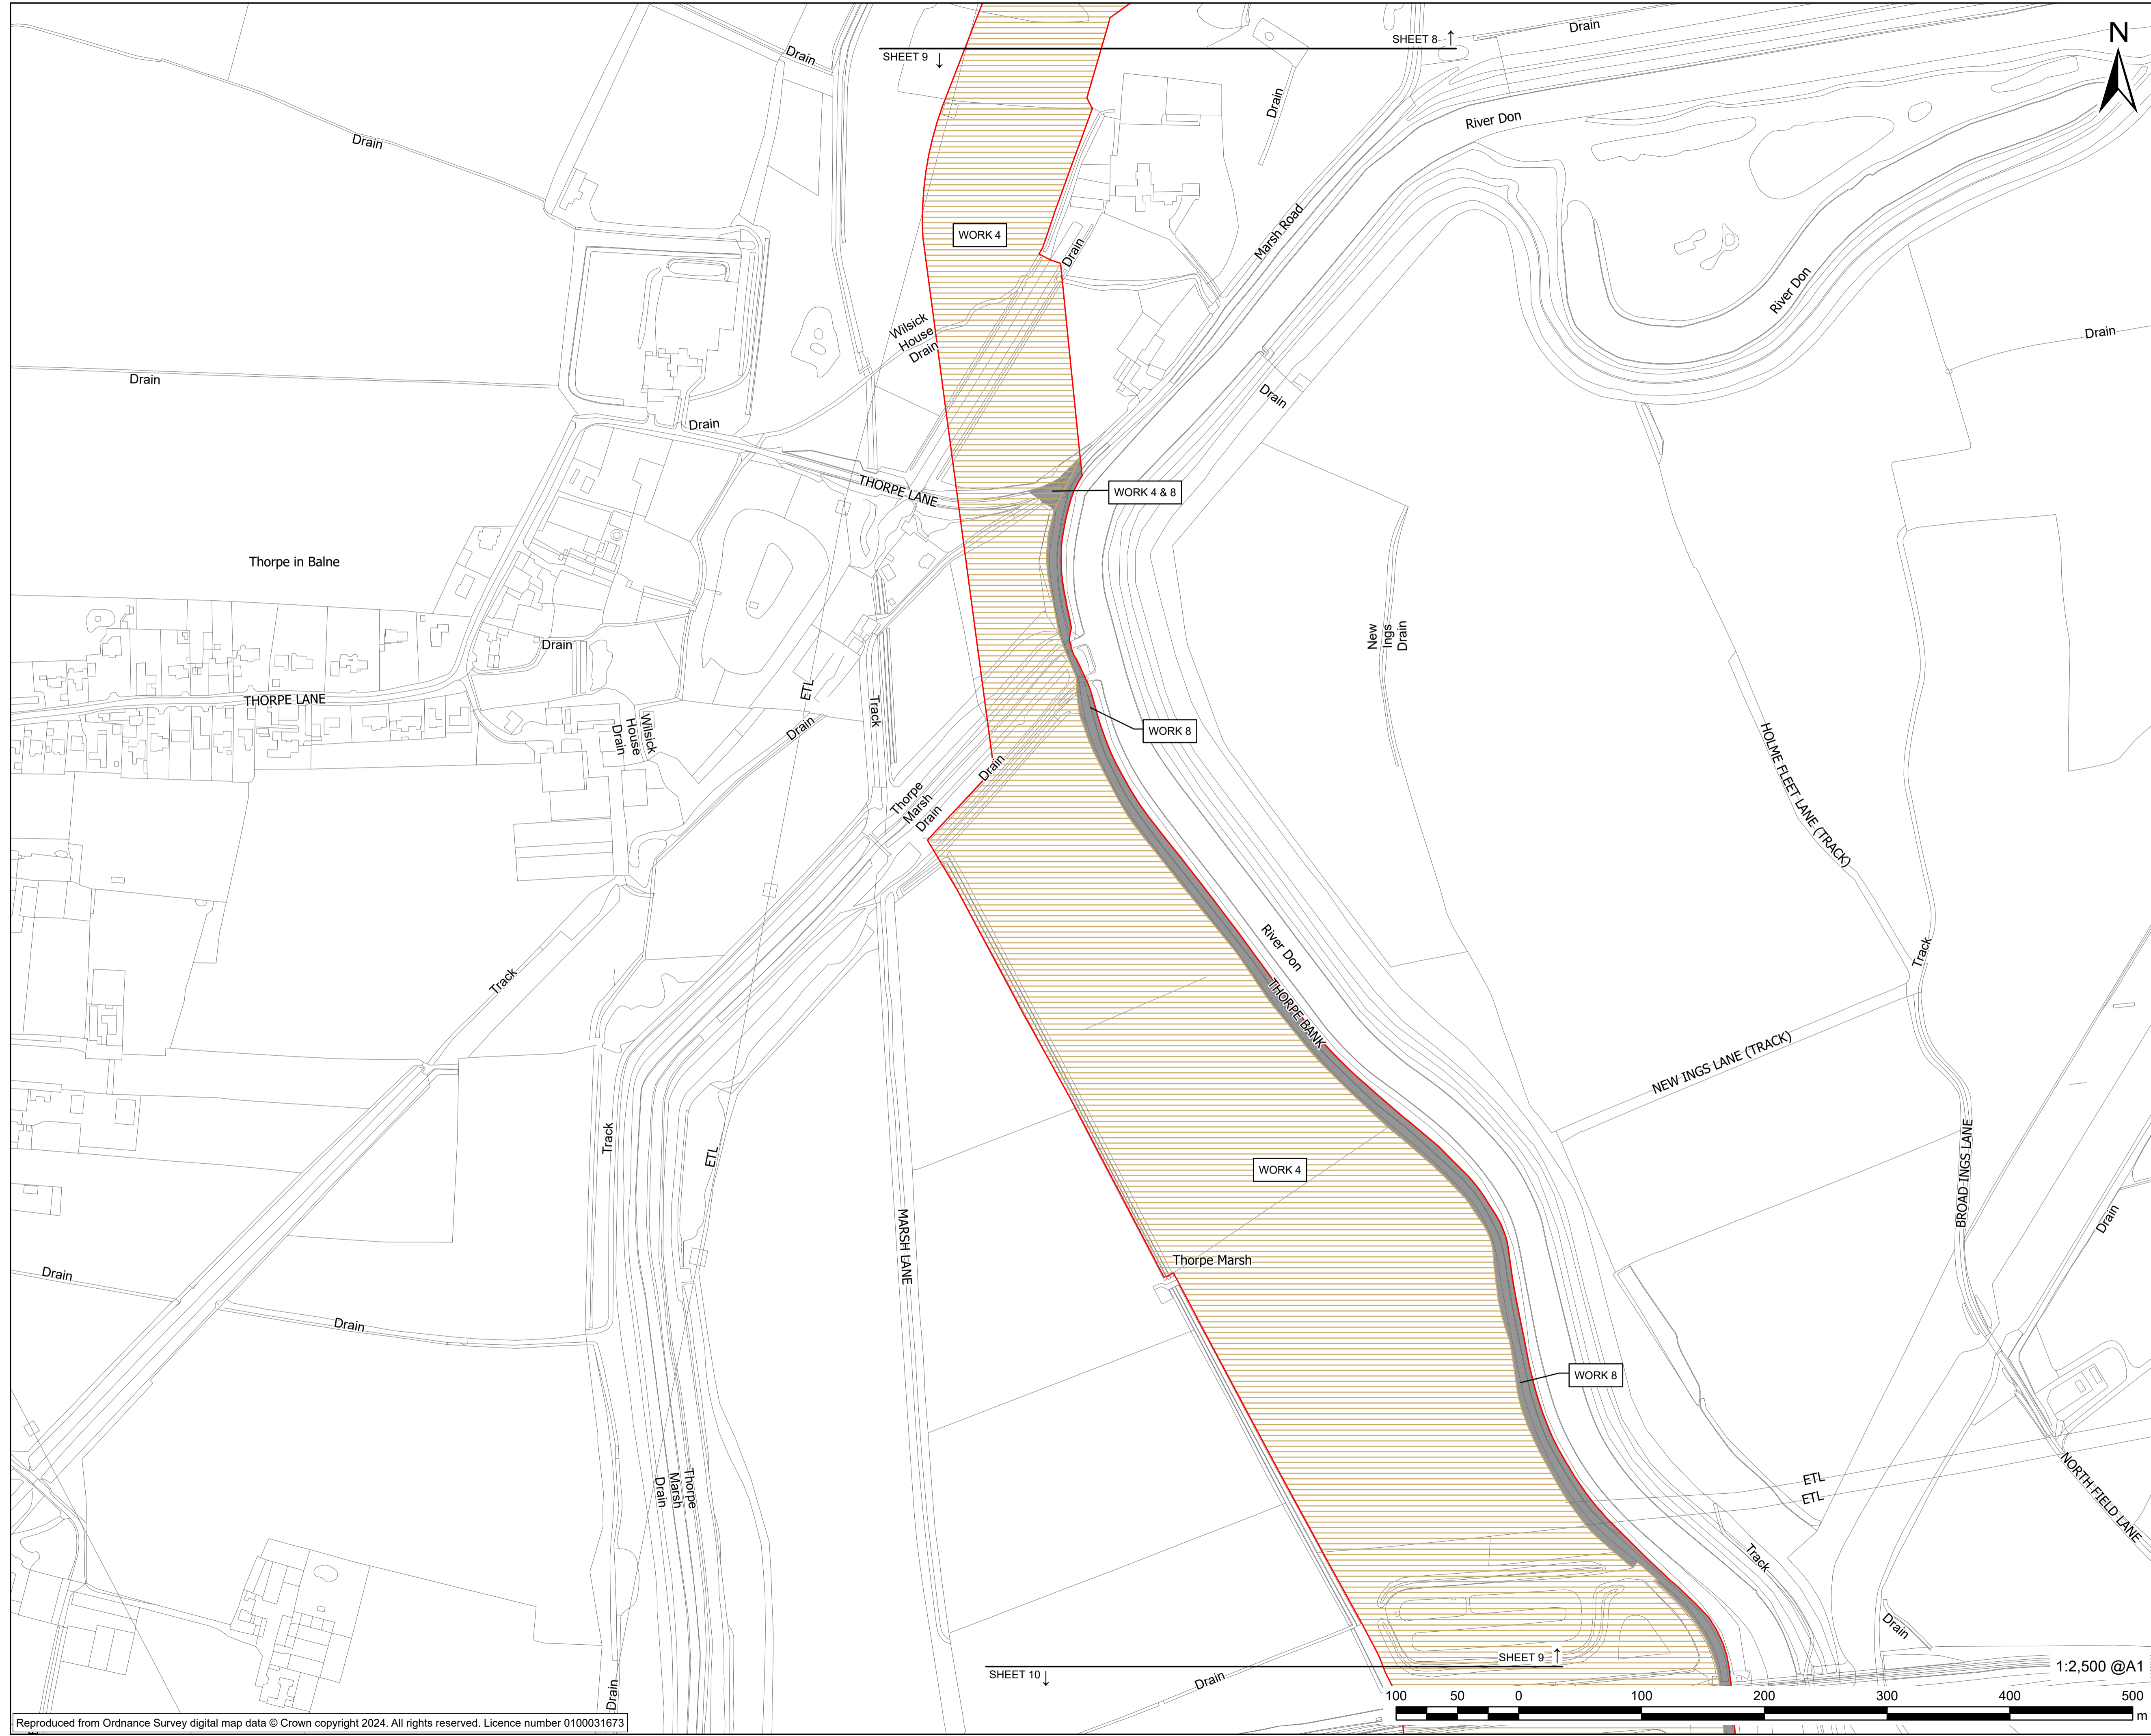 SHEET 8 ↑
SHEET 9 ↓
Drain
Drain
N
Drain
Drain
River Don
Marsh Road
WORK 4
Drain
River Don
Wilsick
House
Drain
Drain
Drain
Drain
Drain
THORPE LANE
WORK 4 & 8
Thorpe in Balne
New
Ings
Drain
Drain
THORPE LANE
ETL
Track
Wilsick
House
Drain
Drain
WORK 8
Drain
Thorpe
Marsh
Drain
HOLME FLEET LANE (TRACK)
River Don
Track
Track
THORPE BANK
NEW INGS LANE (TRACK)
Track
ETL
WORK 4
BROAD INGS LANE
Drain
MARSH LANE
Thorpe Marsh
Drain
Drain
WORK 8
Thorpe
Marsh
Drain
ETL
ETL
NORTH FIELD LANE
Track
Drain
SHEET 9 ↑
SHEET 10 ↓
Drain
Drain
1:2,500 @A1
100 50 0 100 200 300 400 500
m
Reproduced from Ordnance Survey digital map data © Crown copyright 2024. All rights reserved. Licence number 0100031673